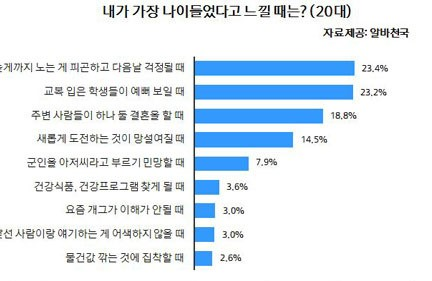 내가 가장 나이들었다고 느낄 때는? (20대)
자료제공: 알바천국
노는 게 피곤하고 다음날 걱정될 때 23,4%
교복 입은 학생들이 예뻐 보일 때 23,2%
주변 사람들이 하나 둘 결혼을 할 때 18,8%
새롭게 도전하는 것이 망설여질 때 14,5%
군인을 아저씨라고 부르기 민망할 때 7,9%
건강식품, 건강프로그램 찾게 될 때 3,6%
요즘 개그가 이해가 안될 때 3,0%
사람이랑 얘기하는 게 어색하지 않을 때 3,0%
물건값 깎는 것에 집착할 때 2,6%